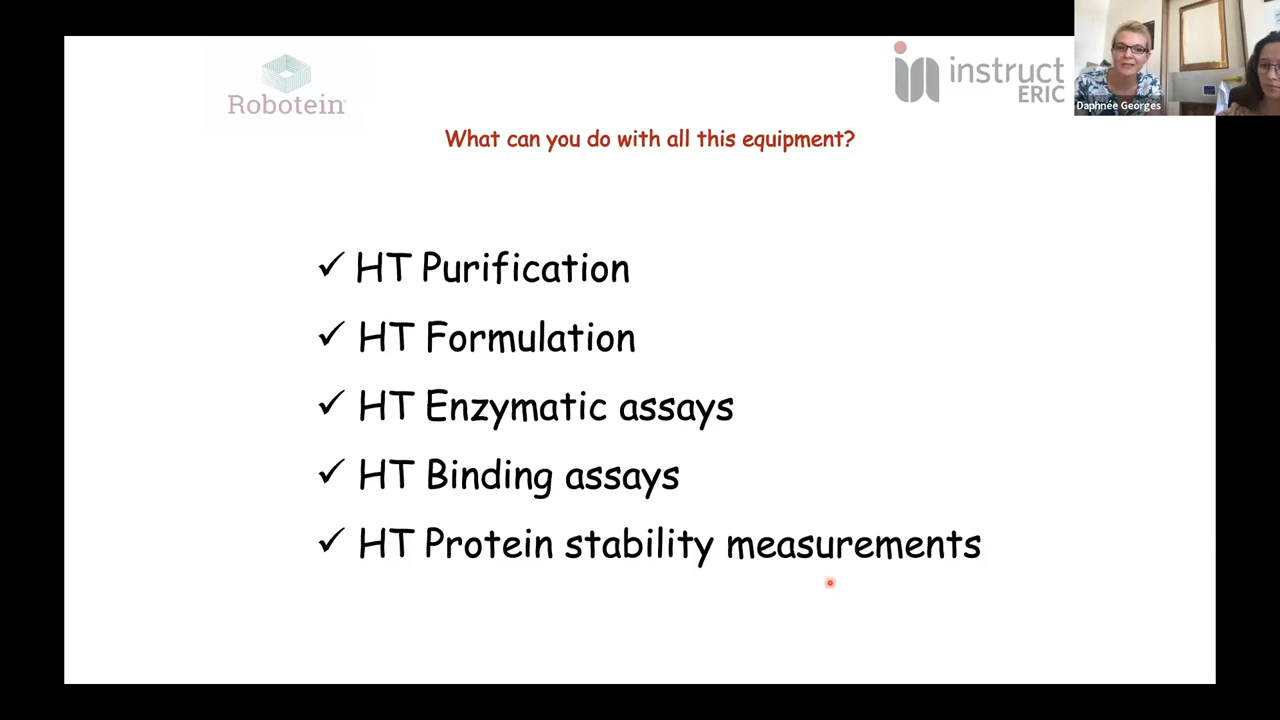 Robotein
instruct
ERIC
Daphnée Georges
What can you do with all this equipment?
✓ HT Purification
✓ HT Formulation
✓ HT Enzymatic assays
✓ HT Binding assays
✓ HT Protein stability measurements